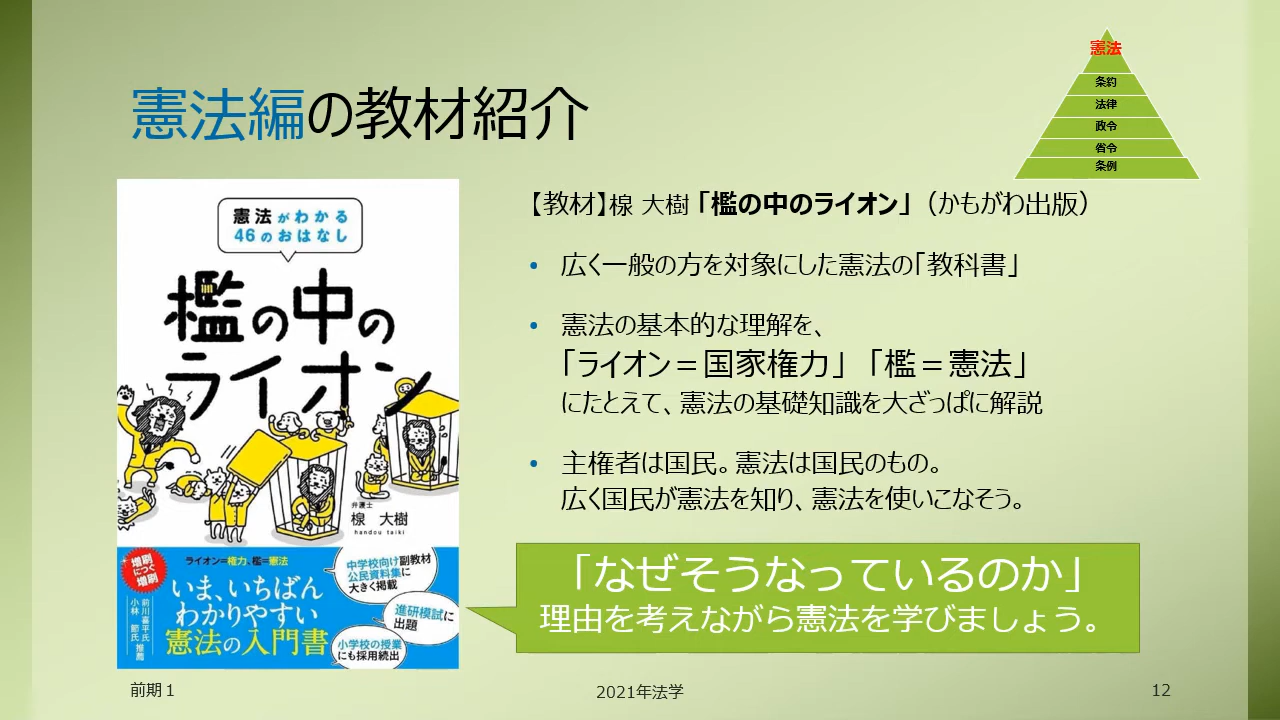 憲法編の教材紹介
憲法
条約
法律
政令
省令
条例
【教材】楾 大樹「檻の中のライオン」（かもがわ出版）
• 広く一般の方を対象にした憲法の「教科書」
• 憲法の基本的な理解を、
「ライオン＝国家権力」「檻＝憲法」
にたとえて、憲法の基礎知識を大ざっぱに解説
• 主権者は国民。憲法は国民のもの。
広く国民が憲法を知り、憲法を使いこなそう。
「なぜそうなっているのか」
理由を考えながら憲法を学びましょう。
憲法がわかる
46のおはなし
檻の中の
ライオン
弁護士
楾 大樹
handou taiki
増刷
につぐ
増刷
ライオン＝権力、檻＝憲法
いま、いちばん
わかりやすい
憲法の入門書
前川喜平氏
小林 節氏
推薦
中学校向け副教材
公民資料集に
大きく掲載
進研模試に
出題
小学校の授業
にも採用続出
前期１
2021年法学
12